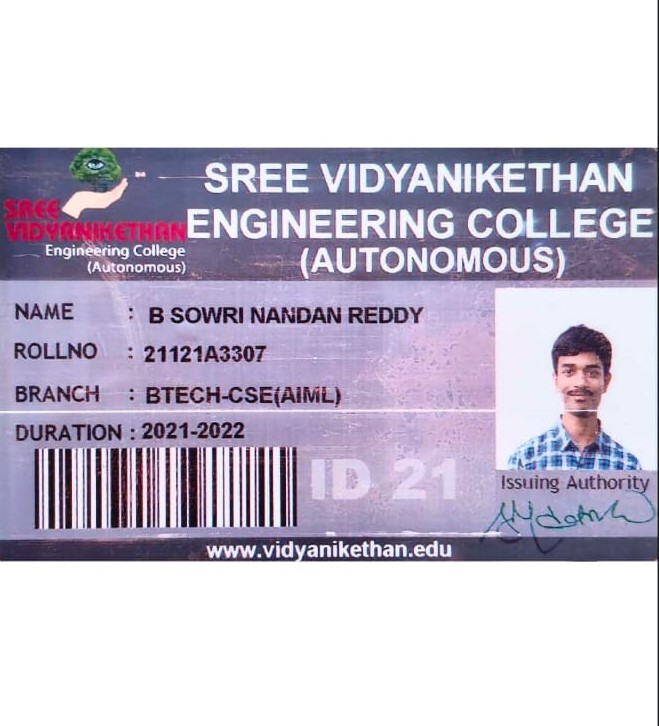 SREE VIDYANIKETHAN
ENGINEERING COLLEGE
(AUTONOMOUS)
SREE
VIDYANIKETHAN
Engineering College
(Autonomous)
NAME : B SOWRI NANDAN REDDY
ROLLNO : 21121A3307
BRANCH : BTECH-CSE(AIML)
DURATION : 2021-2022
ID 21
Issuing Authority
www.vidyanikethan.edu